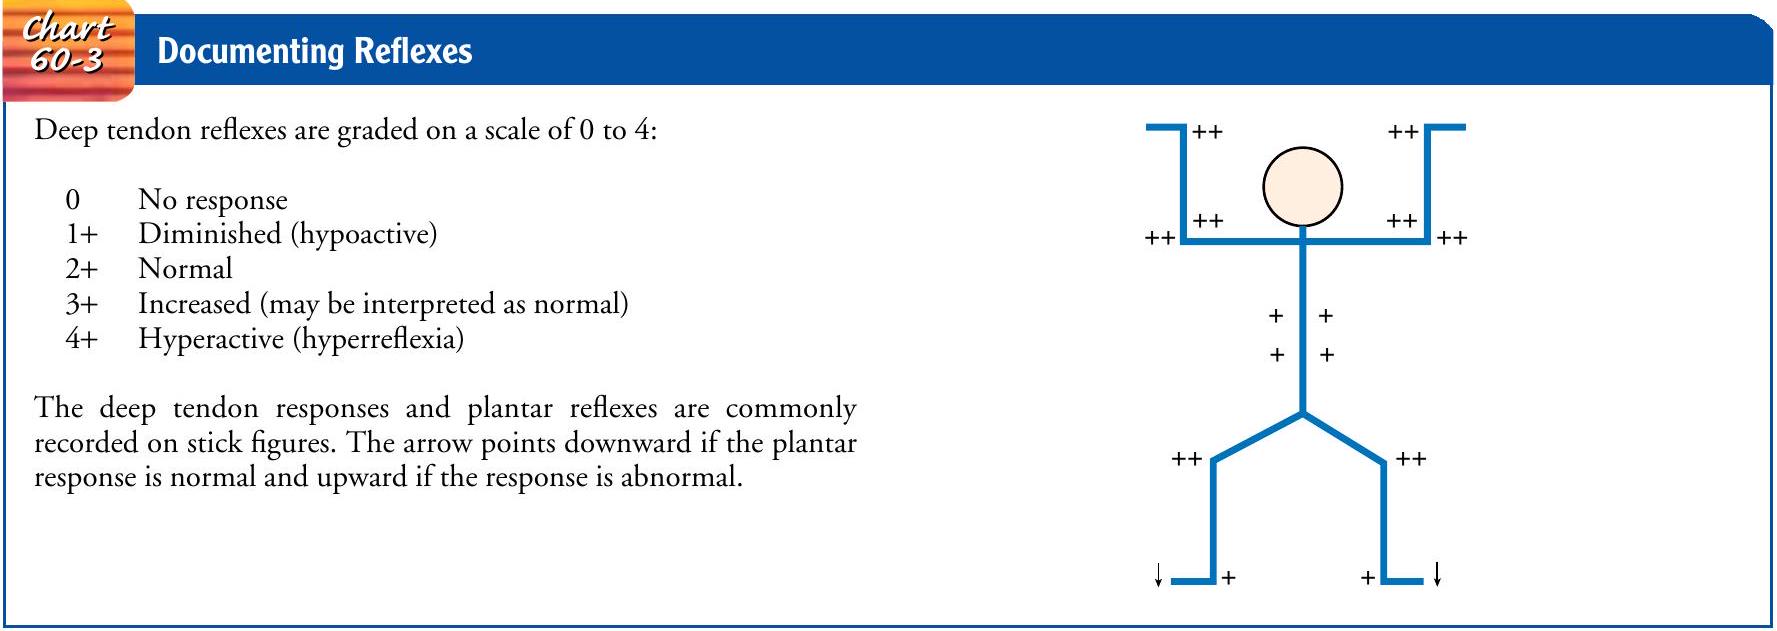 Chart
60-3
Documenting Reflexes
Deep tendon reflexes are graded on a scale of 0 to 4:
0 No response
1+ Diminished (hypoactive)
2+ Normal
3+ Increased (may be interpreted as normal)
4+ Hyperactive (hyperreflexia)
The deep tendon responses and plantar reflexes are commonly
recorded on stick figures. The arrow points downward if the plantar
response is normal and upward if the response is abnormal.
++ ++
++ ++
++ ++
+ +
+ +
++ ++
↓ + + ↓